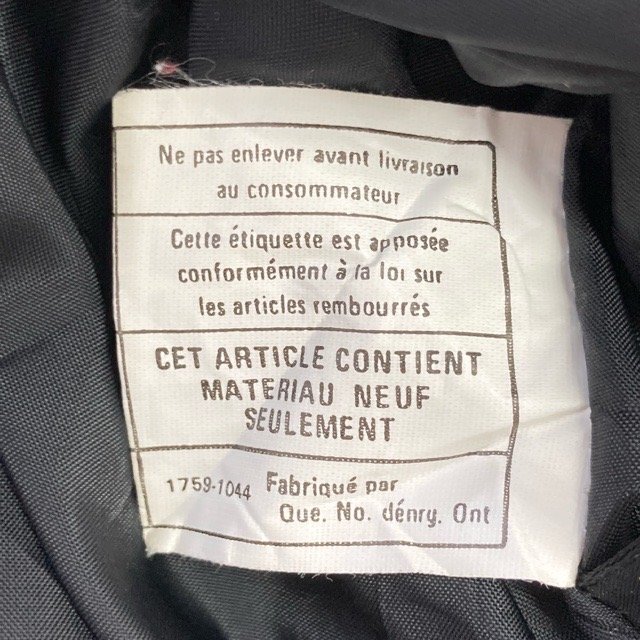 Ne pas enlever avant livraison
au consommateur
Cette étiquette est apposée
conformément à la loi sur
les articles rembourrés
CET ARTICLE CONTIENT
MATERIAU NEUF
SEULEMENT
1759-1044 Fabriqué par
Que. No. dénry. Ont